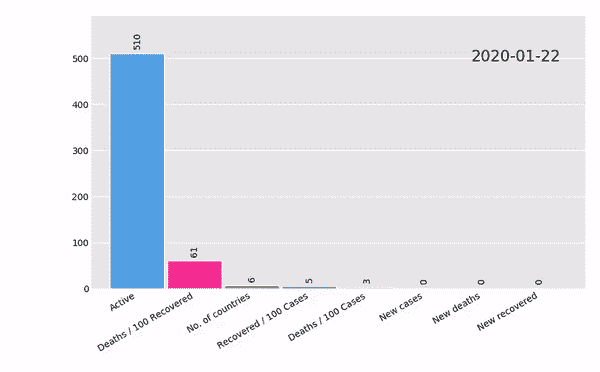 510
2020-01-22
500
400
300
200
100
0
61
6
5
3
0
0
0
Active
Deaths / 100 Recovered
No. of countries
Recovered / 100 Cases
Deaths / 100 Cases
New cases
New deaths
New recovered